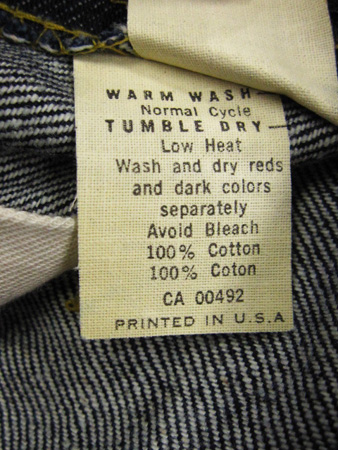 WARM WASH—
Normal Cycle
TUMBLE DRY—
Low Heat
Wash and dry reds
and dark colors
separately
Avoid Bleach
100% Cotton
100% Coton
CA 00492
PRINTED IN U.S.A